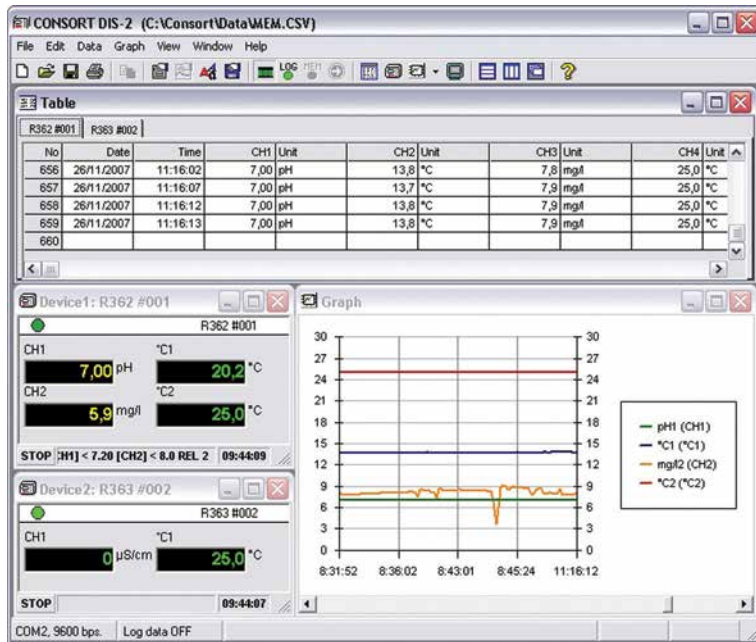 CONSORT DIS-2 (C:\Consort\Data\MEM.CSV)
File Edit Data Graph View Window Help
LOG MEM
Table
R362 #001 R363 #002
No Date Time CH1 Unit CH2 Unit CH3 Unit CH4 Unit
656 26/11/2007 11:16:02 7,00 pH 13,8 °C 7,8 mg/l 25,0 °C
657 26/11/2007 11:16:07 7,00 pH 13,7 °C 7,9 mg/l 25,0 °C
658 26/11/2007 11:16:12 7,00 pH 13,8 °C 7,9 mg/l 25,0 °C
659 26/11/2007 11:16:13 7,00 pH 13,8 °C 7,9 mg/l 25,0 °C
660
Device1: R362 #001
R362 #001
CH1 °C1
7,00 pH 20,2 °C
CH2 °C2
5,9 mg/l 25,0 °C
STOP CH1] < 7.20 [CH2] < 8.0 REL 2 09:44:09
Device2: R363 #002
R363 #002
CH1 °C1
0 µS/cm 25,0 °C
STOP 09:44:07
Graph
30 30
27 27
24 24
21 21
18 18
15 15
12 12
9 9
6 6
3 3
0 0
8:31:52 8:36:02 8:43:01 8:45:24 11:16:12
pH1 (CH1)
°C1 (°C1)
mg/l2 (CH2)
°C2 (°C2)
COM2, 9600 bps. Log data OFF